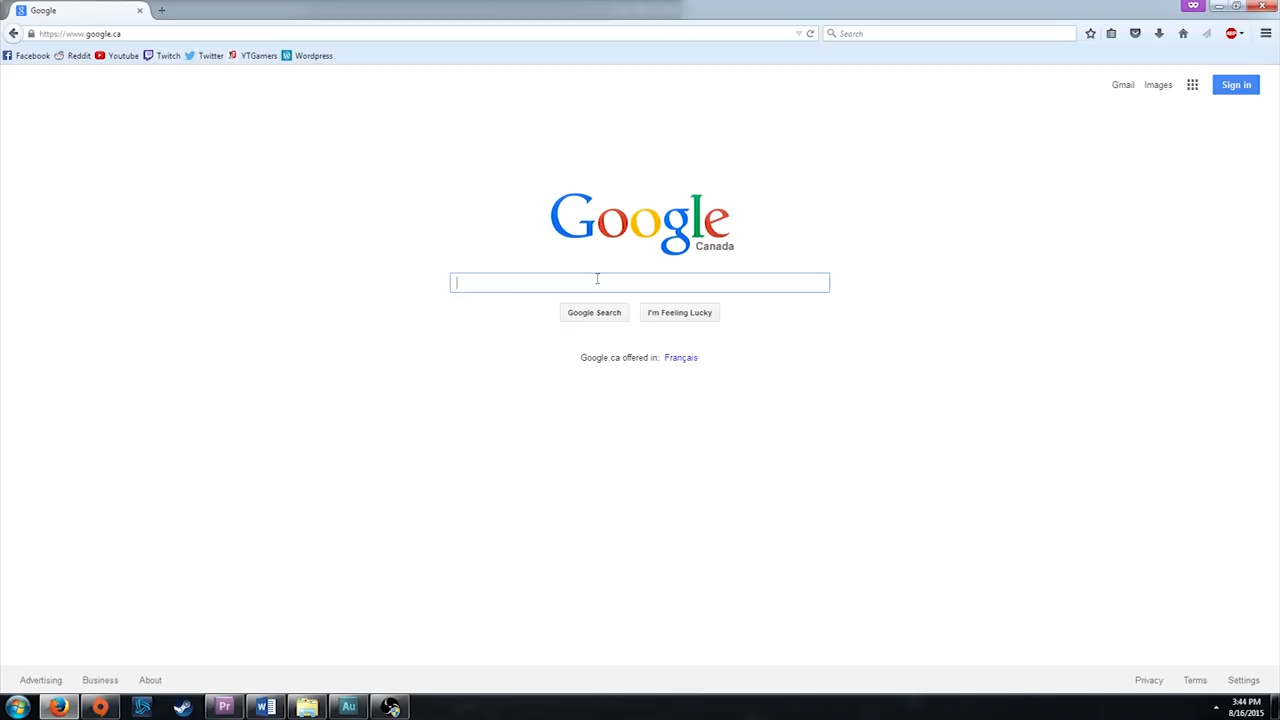 Google
https://www.google.ca
Search
Facebook Reddit Youtube Twitch Twitter YTGamers Wordpress
Gmail Images Sign in
Google
Canada
Google Search I'm Feeling Lucky
Google.ca offered in: Français
Advertising Business About Privacy Terms Settings
Pr W Au 3:44 PM
8/16/2015